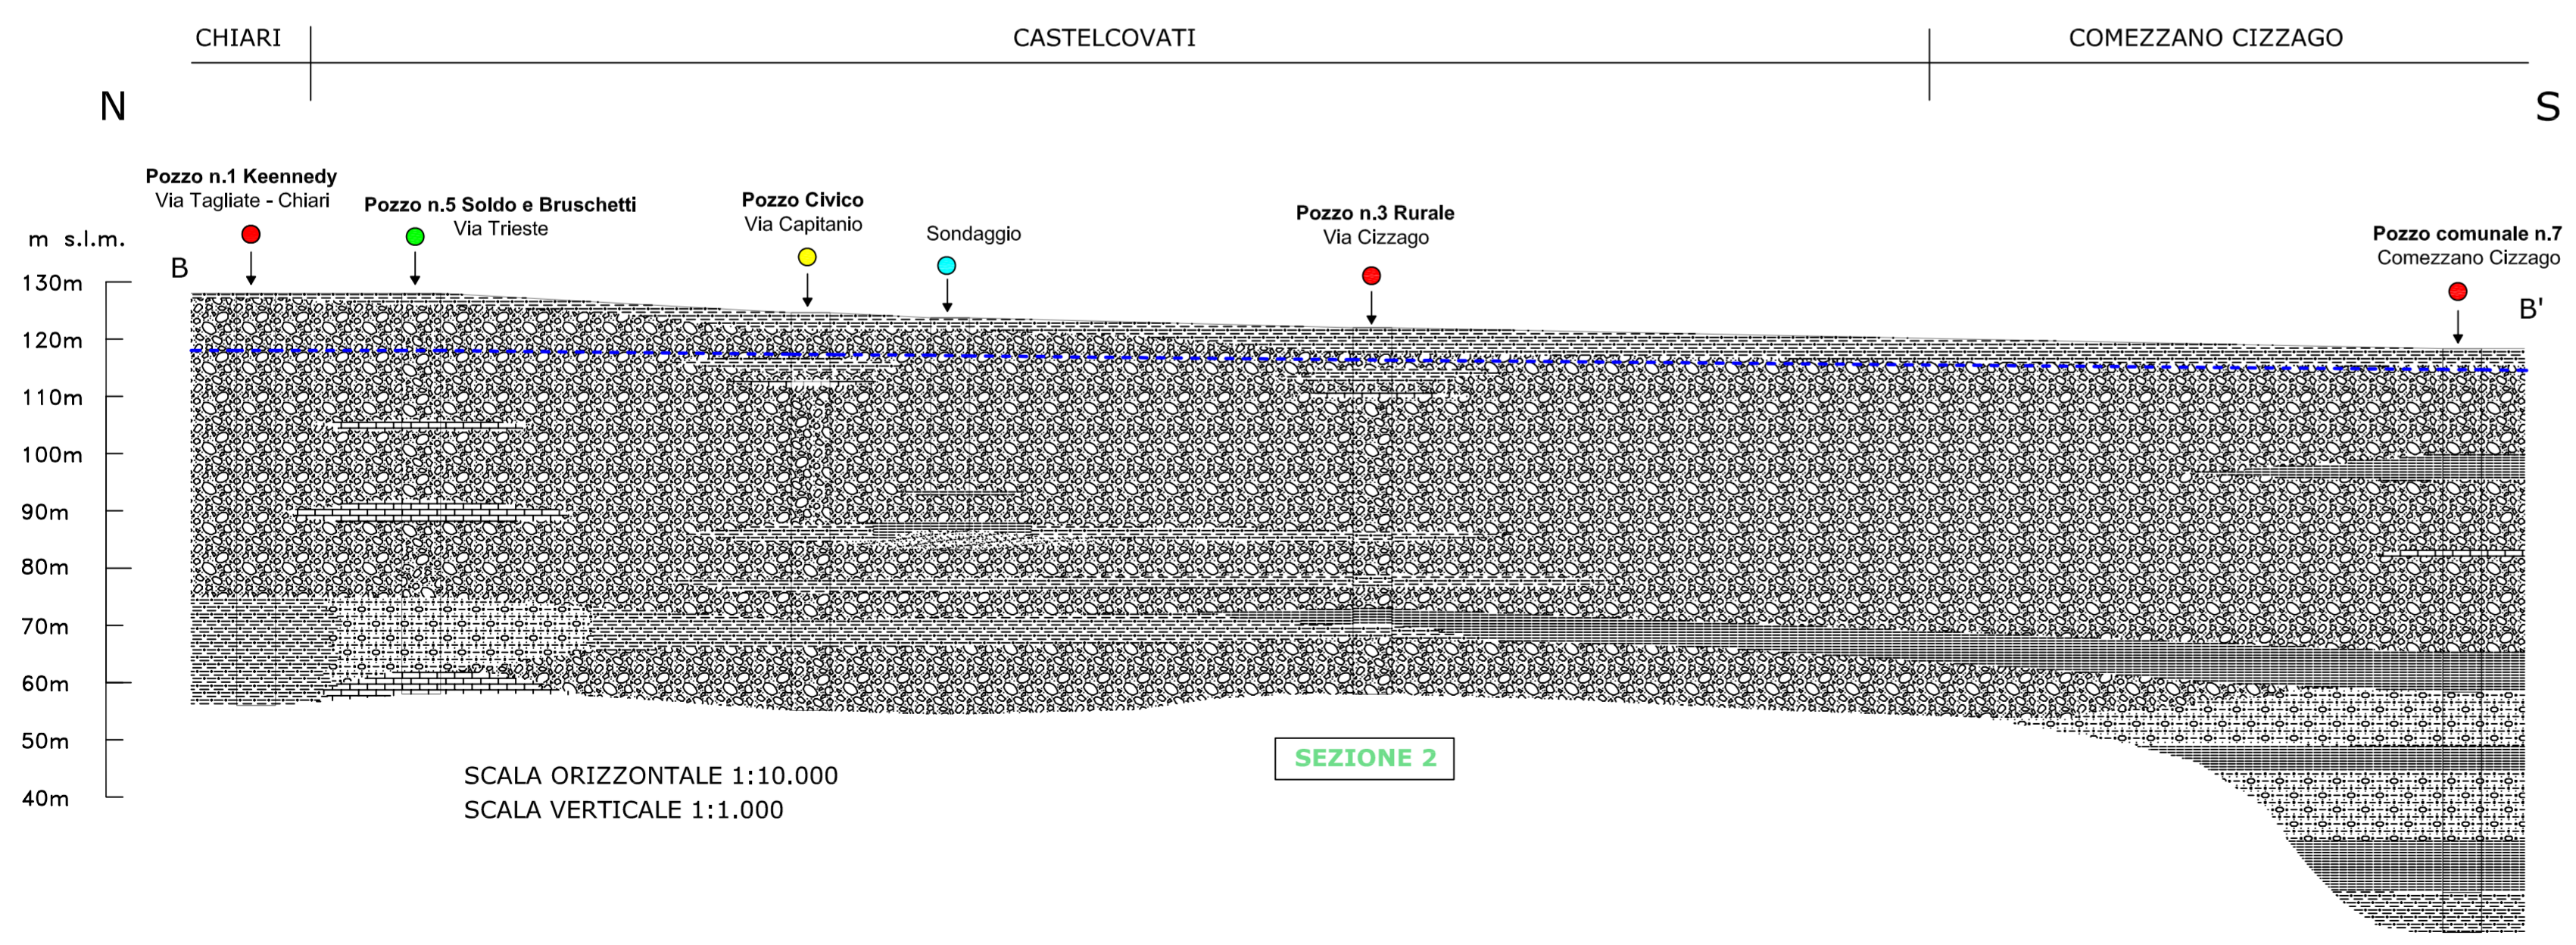 CHIARI
CASTELCOVATI
COMEZZANO CIZZAGO
N
S
Pozzo n.1 Keennedy
Via Tagliate - Chiari
Pozzo n.5 Soldo e Bruschetti
Via Trieste
Pozzo Civico
Via Capitanio
Sondaggio
Pozzo n.3 Rurale
Via Cizzago
Pozzo comunale n.7
Comezzano Cizzago
m s.l.m.
B
B'
130m
120m
110m
100m
90m
80m
70m
60m
50m
40m
SEZIONE 2
SCALA ORIZZONTALE 1:10.000
SCALA VERTICALE 1:1.000